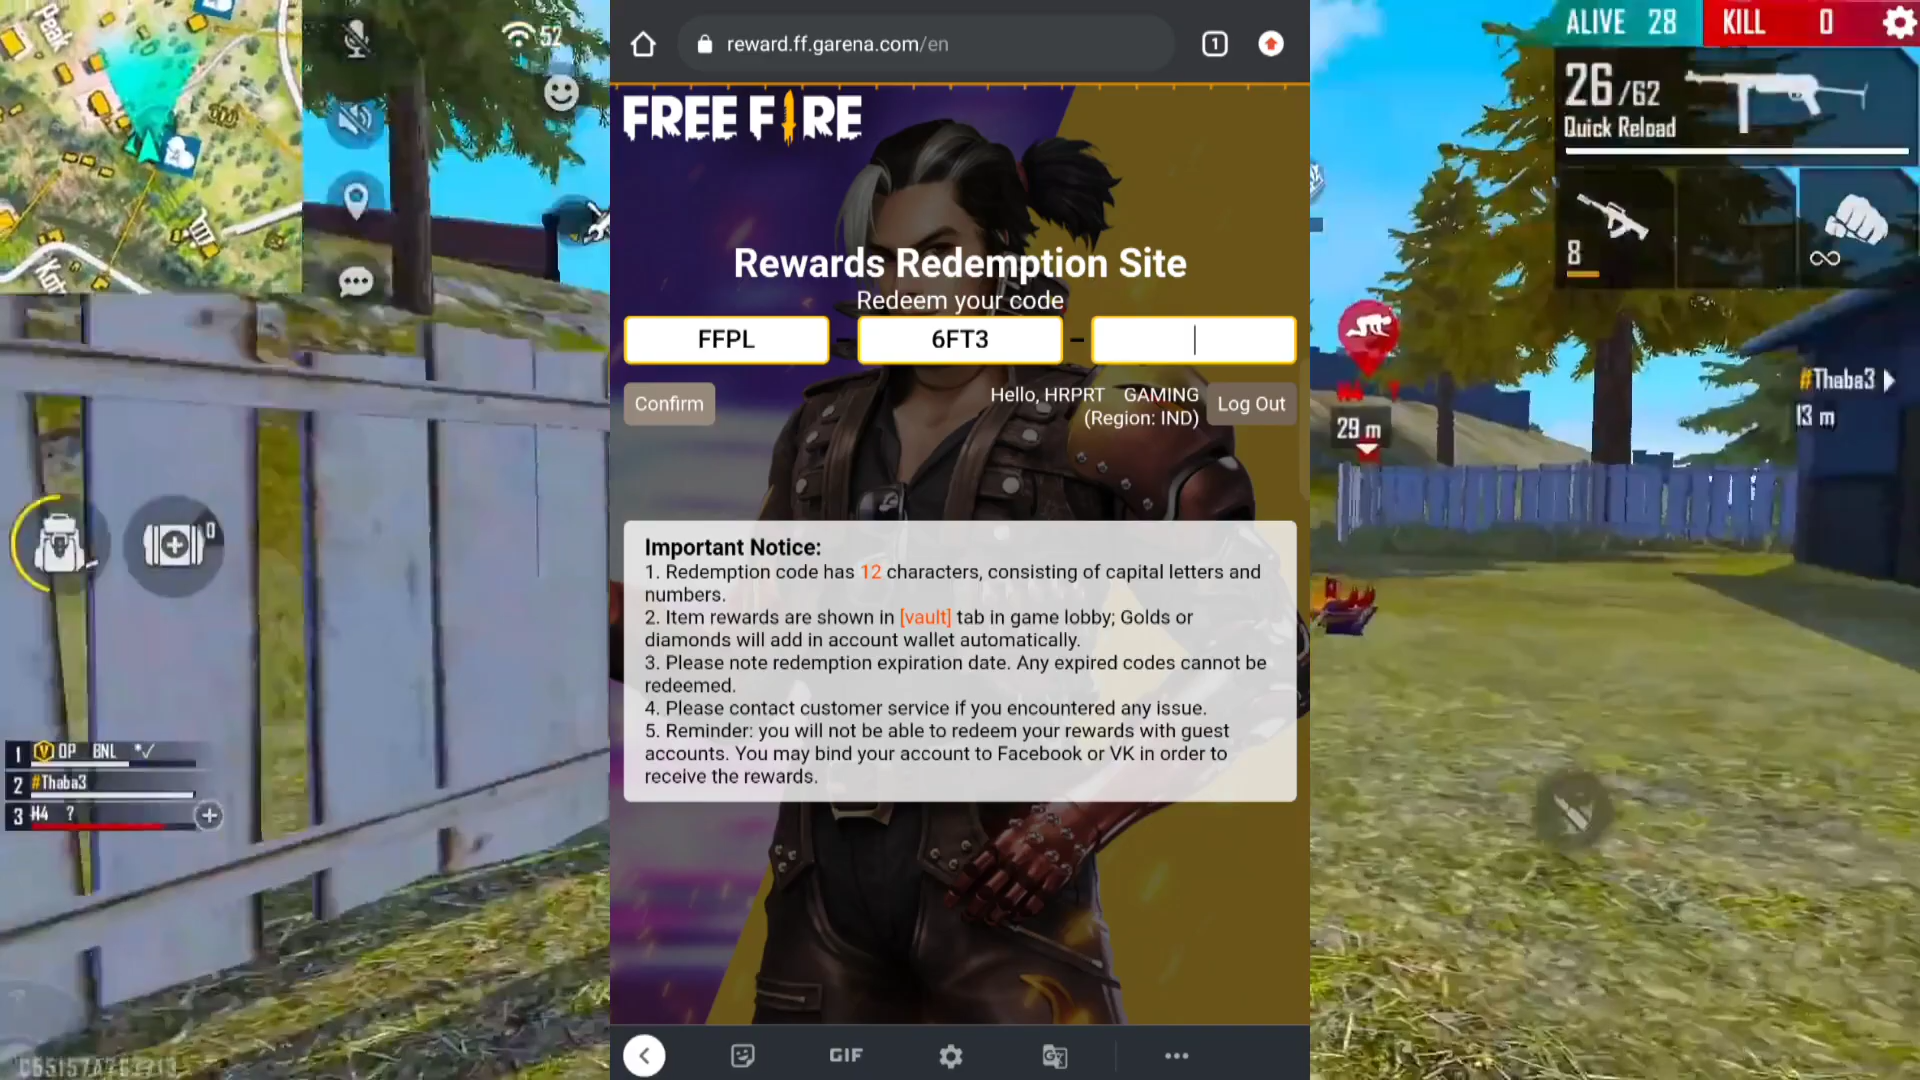 Peak
52
1
reward.ff.garena.com/en
FREE FIRE
Rewards Redemption Site
Redeem your code
FFPL – 6FT3 –
Confirm
Hello, HRPRT GAMING
(Region: IND)
Log Out
Important Notice:
1. Redemption code has 12 characters, consisting of capital letters and
numbers.
2. Item rewards are shown in [vault] tab in game lobby; Golds or
diamonds will add in account wallet automatically.
3. Please note redemption expiration date. Any expired codes cannot be
redeemed.
4. Please contact customer service if you encountered any issue.
5. Reminder: you will not be able to redeem your rewards with guest
accounts. You may bind your account to Facebook or VK in order to
receive the rewards.
GIF
0
1 V OP BNL *✓
2 #Thaba3
3 H4 ?
ALIVE 28
KILL 0
26/62
Quick Reload
8
∞
#Thaba3
13 m
29 m